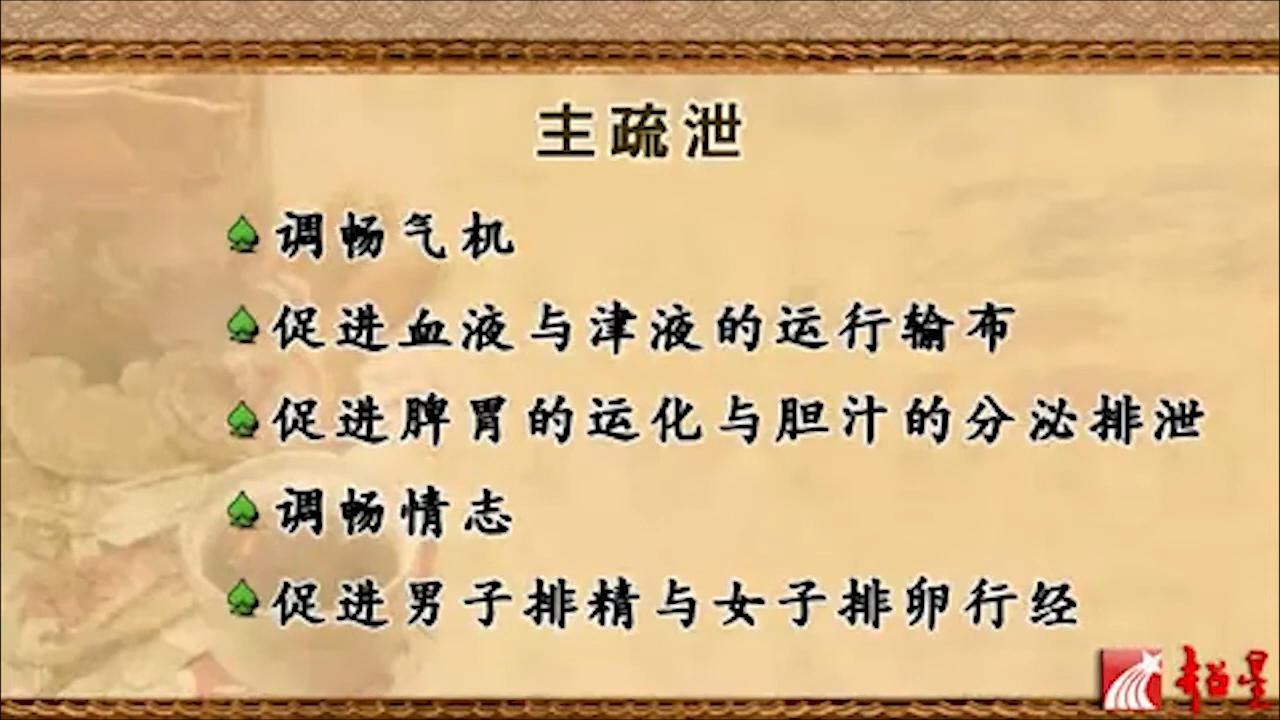 主疏泄
调畅气机
促进血液与津液的运行输布
促进脾胃的运化与胆汁的分泌排泄
调畅情志
促进男子排精与女子排卵行经
超星